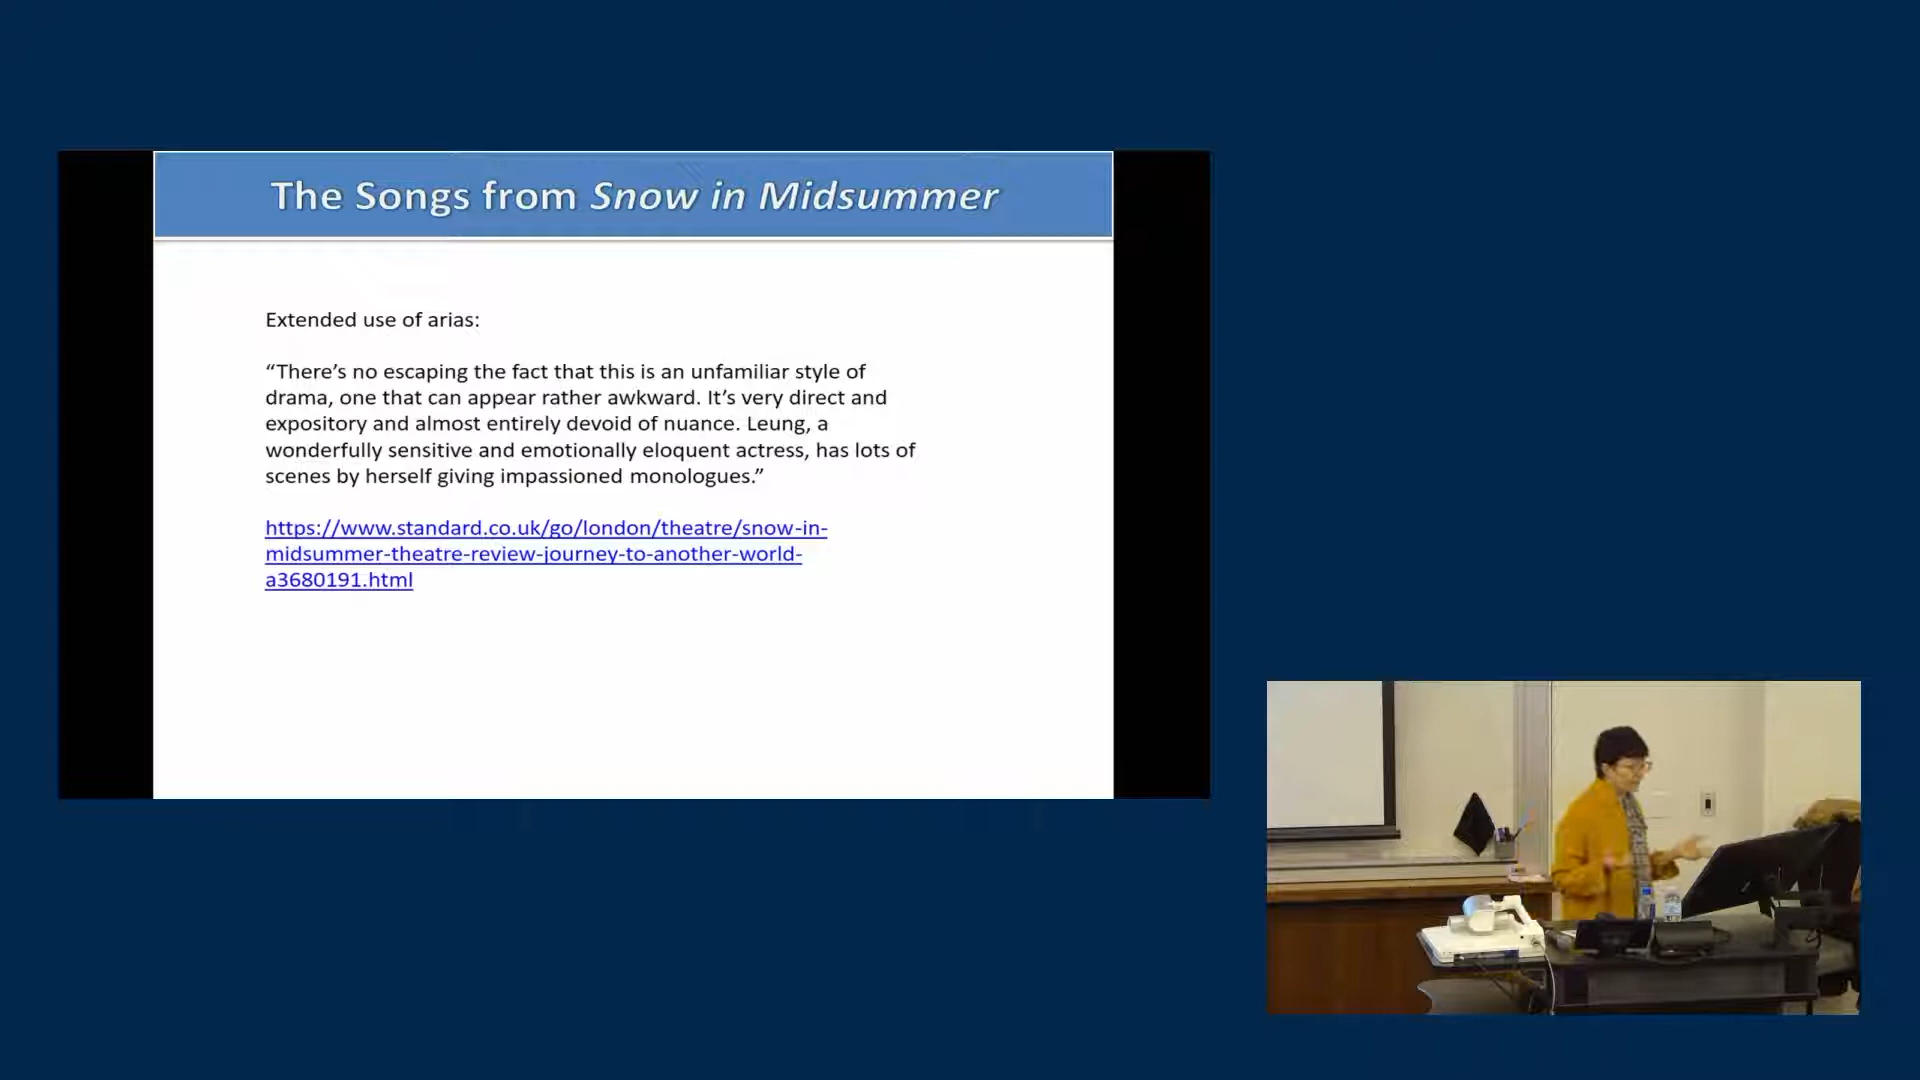 The Songs from Snow in Midsummer
Extended use of arias:
“There’s no escaping the fact that this is an unfamiliar style of
drama, one that can appear rather awkward. It’s very direct and
expository and almost entirely devoid of nuance. Leung, a
wonderfully sensitive and emotionally eloquent actress, has lots of
scenes by herself giving impassioned monologues.”
https://www.standard.co.uk/go/london/theatre/snow-in-
midsummer-theatre-review-journey-to-another-world-
a3680191.html